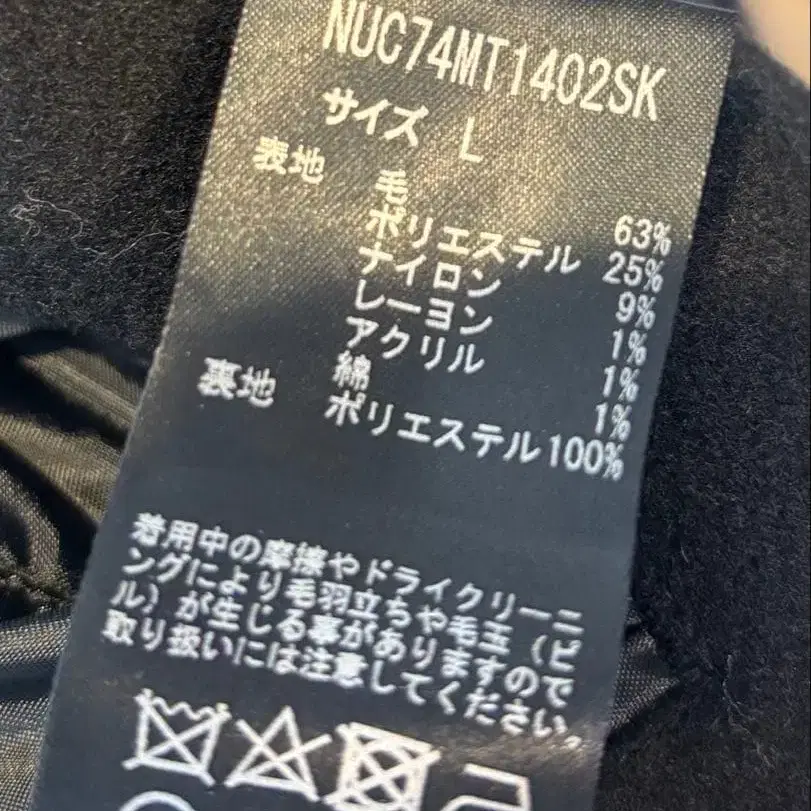 NUC74MT1402SK
サイズ L
表地 毛 63%
ポリエステル 25%
ナイロン 9%
レーヨン 1%
アクリル 1%
綿 1%
裏地 ポリエステル100%
着用中の摩擦やドライクリーニ
ングにより毛羽立ちや毛玉（ピ
ル）が生じる事がありますので
取り扱いには注意してください。